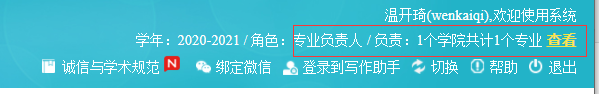 温开琦(wenkaiqi),欢迎使用系统
学年：2020-2021 / 角色：专业负责人 / 负责：1个学院共计1个专业 查看
诚信与学术规范 N 绑定微信 登录到写作助手 切换 帮助 退出